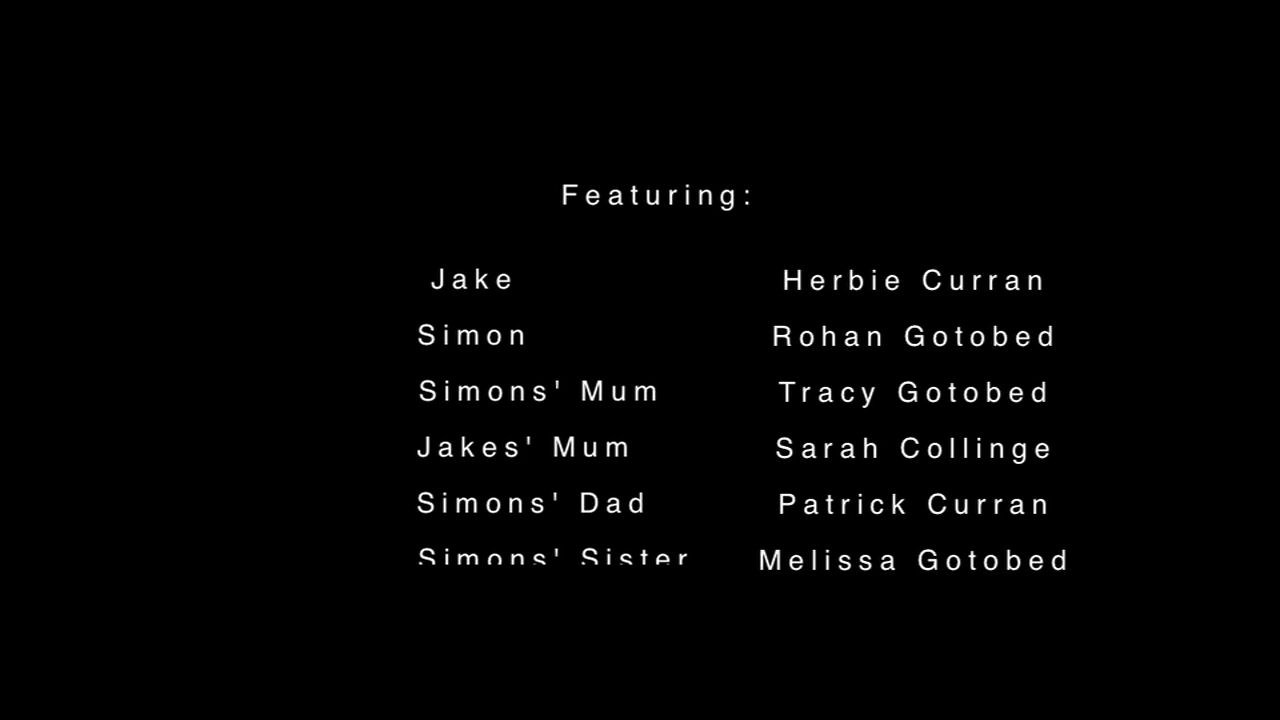 Featuring:
Jake Herbie Curran
Simon Rohan Gotobed
Simons' Mum Tracy Gotobed
Jakes' Mum Sarah Collinge
Simons' Dad Patrick Curran
Simons' Sister Melissa Gotobed